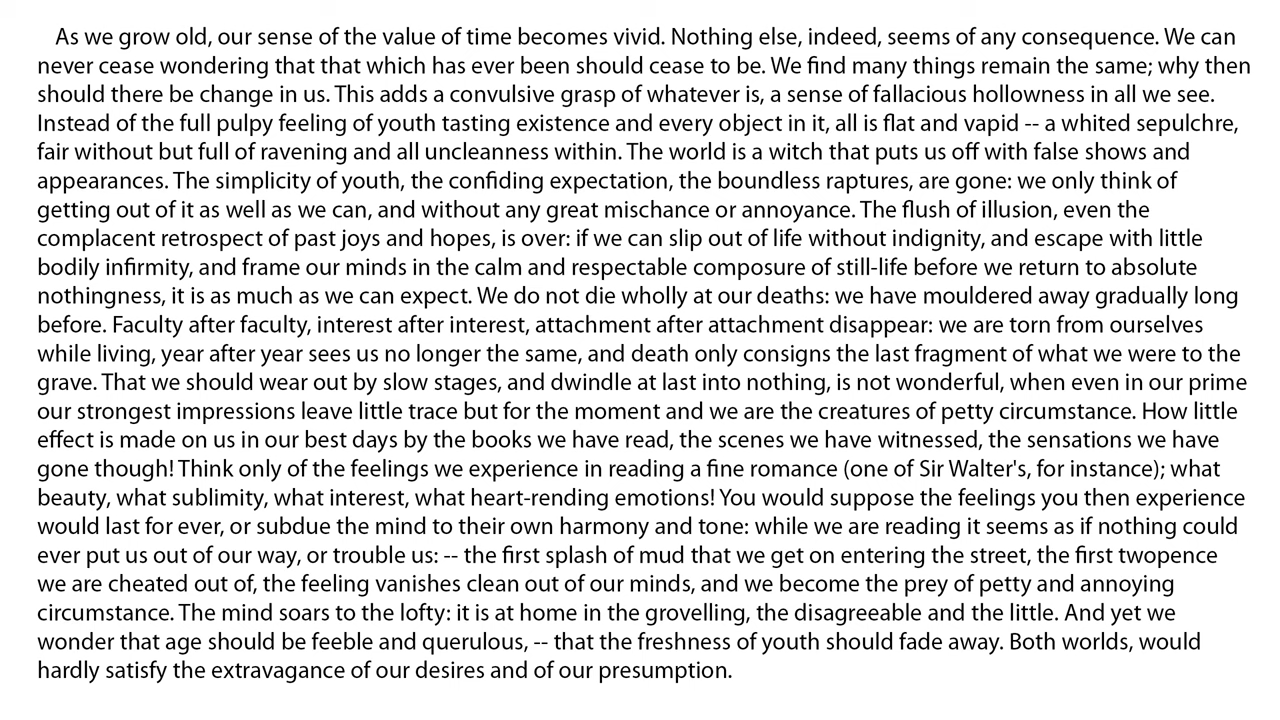 As we grow old, our sense of the value of time becomes vivid. Nothing else, indeed, seems of any consequence. We can
never cease wondering that that which has ever been should cease to be. We find many things remain the same; why then
should there be change in us. This adds a convulsive grasp of whatever is, a sense of fallacious hollowness in all we see.
Instead of the full pulpy feeling of youth tasting existence and every object in it, all is flat and vapid -- a whited sepulchre,
fair without but full of ravening and all uncleanness within. The world is a witch that puts us off with false shows and
appearances. The simplicity of youth, the confiding expectation, the boundless raptures, are gone: we only think of
getting out of it as well as we can, and without any great mischance or annoyance. The flush of illusion, even the
complacent retrospect of past joys and hopes, is over: if we can slip out of life without indignity, and escape with little
bodily infirmity, and frame our minds in the calm and respectable composure of still-life before we return to absolute
nothingness, it is as much as we can expect. We do not die wholly at our deaths: we have mouldered away gradually long
before. Faculty after faculty, interest after interest, attachment after attachment disappear: we are torn from ourselves
while living, year after year sees us no longer the same, and death only consigns the last fragment of what we were to the
grave. That we should wear out by slow stages, and dwindle at last into nothing, is not wonderful, when even in our prime
our strongest impressions leave little trace but for the moment and we are the creatures of petty circumstance. How little
effect is made on us in our best days by the books we have read, the scenes we have witnessed, the sensations we have
gone though! Think only of the feelings we experience in reading a fine romance (one of Sir Walter's, for instance); what
beauty, what sublimity, what interest, what heart-rending emotions! You would suppose the feelings you then experience
would last for ever, or subdue the mind to their own harmony and tone: while we are reading it seems as if nothing could
ever put us out of our way, or trouble us: -- the first splash of mud that we get on entering the street, the first twopence
we are cheated out of, the feeling vanishes clean out of our minds, and we become the prey of petty and annoying
circumstance. The mind soars to the lofty: it is at home in the grovelling, the disagreeable and the little. And yet we
wonder that age should be feeble and querulous, -- that the freshness of youth should fade away. Both worlds, would
hardly satisfy the extravagance of our desires and of our presumption.